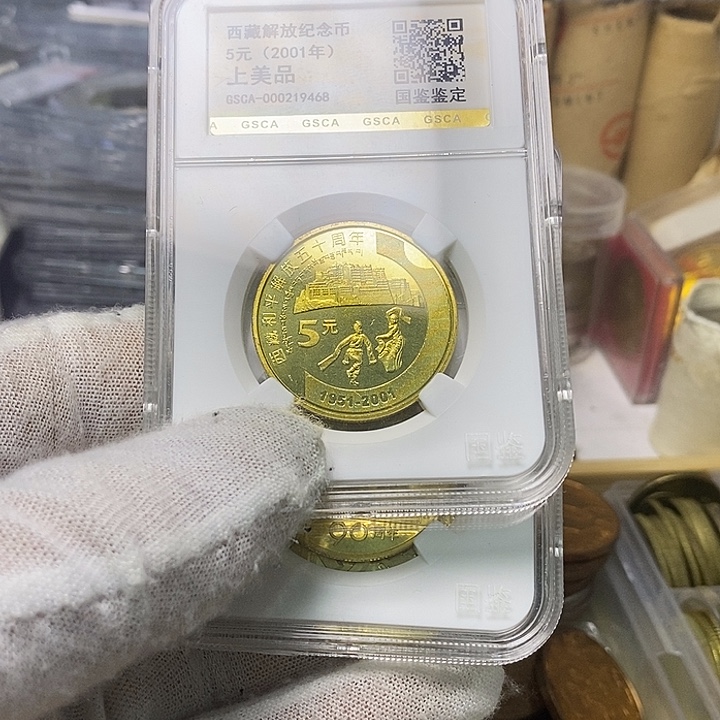 西藏解放纪念币
5元（2001年）
上美品
GSCA-000219468
国鉴鉴定
A GSCA GSCA GSCA GSCA
西藏和平解放五十周年
5元
1951-2001
国鉴
国鉴